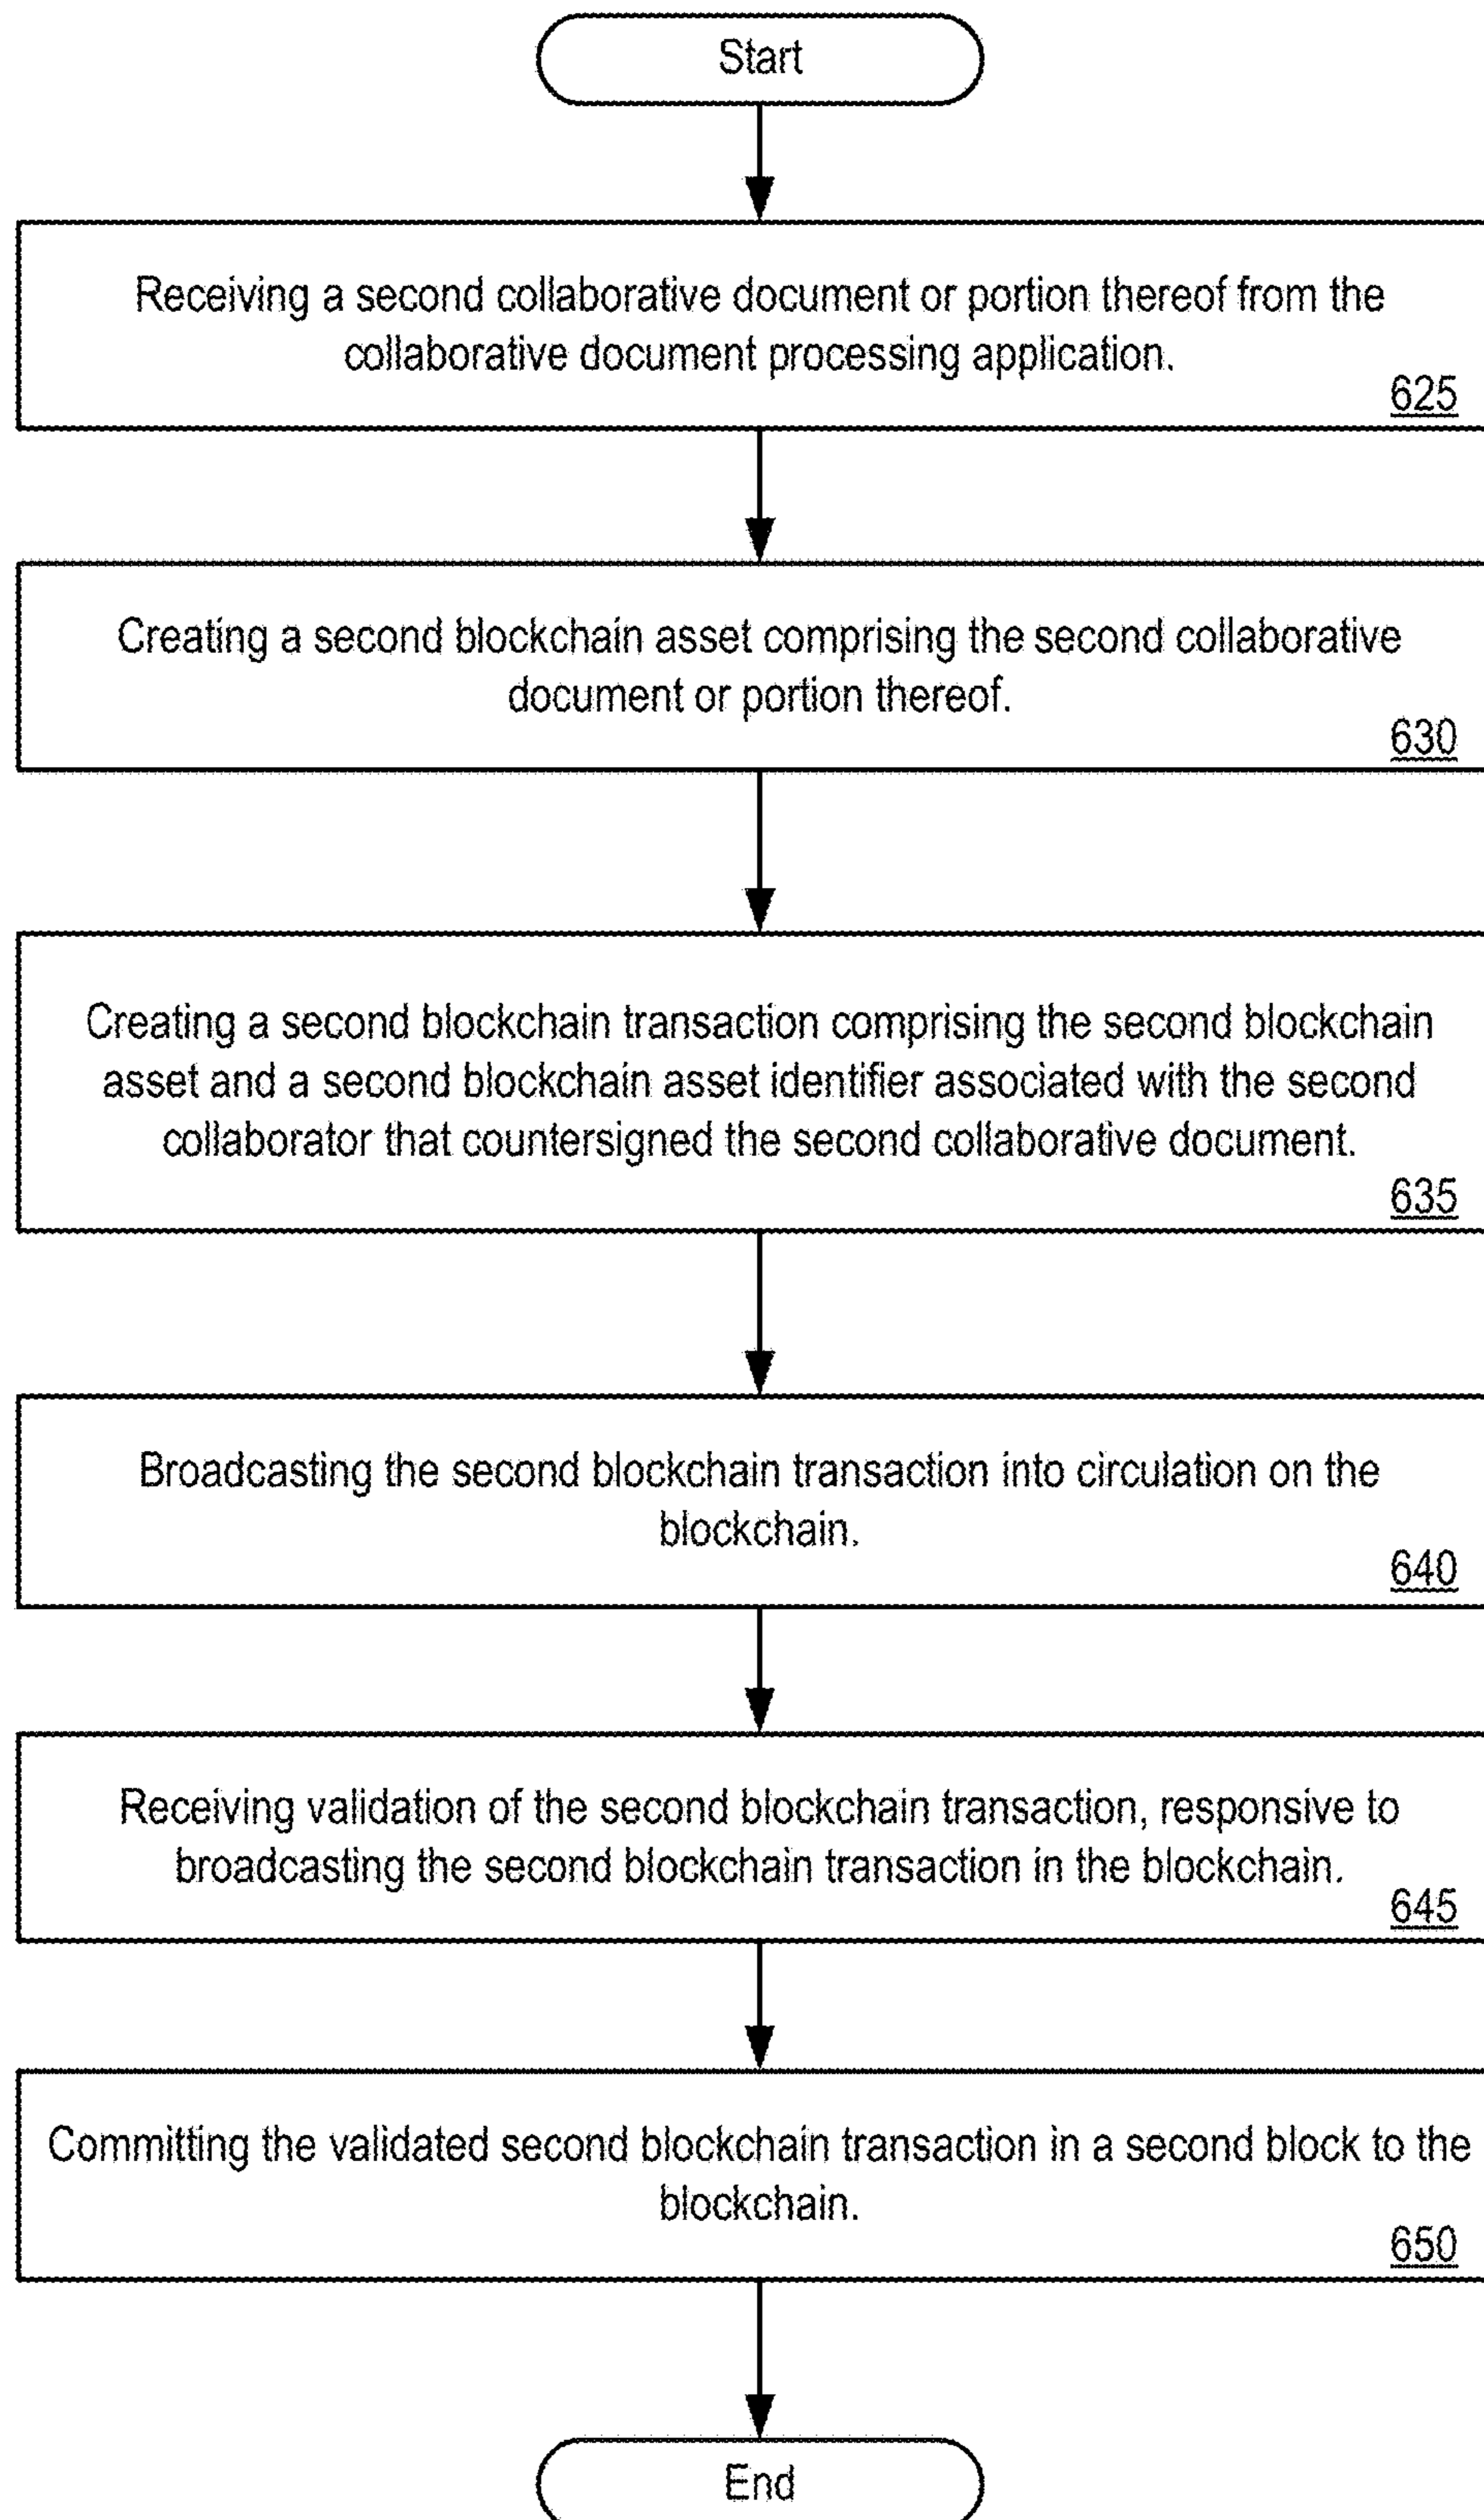 Start
Receiving a second collaborative document or portion thereof from the
collaborative document processing application.
625
Creating a second blockchain asset comprising the second collaborative
document or portion thereof.
630
Creating a second blockchain transaction comprising the second blockchain
asset and a second blockchain asset identifier associated with the second
collaborator that countersigned the second collaborative document.
635
Broadcasting the second blockchain transaction into circulation on the
blockchain.
640
Receiving validation of the second blockchain transaction, responsive to
broadcasting the second blockchain transaction in the blockchain.
645
Committing the validated second blockchain transaction in a second block to the
blockchain.
650
End